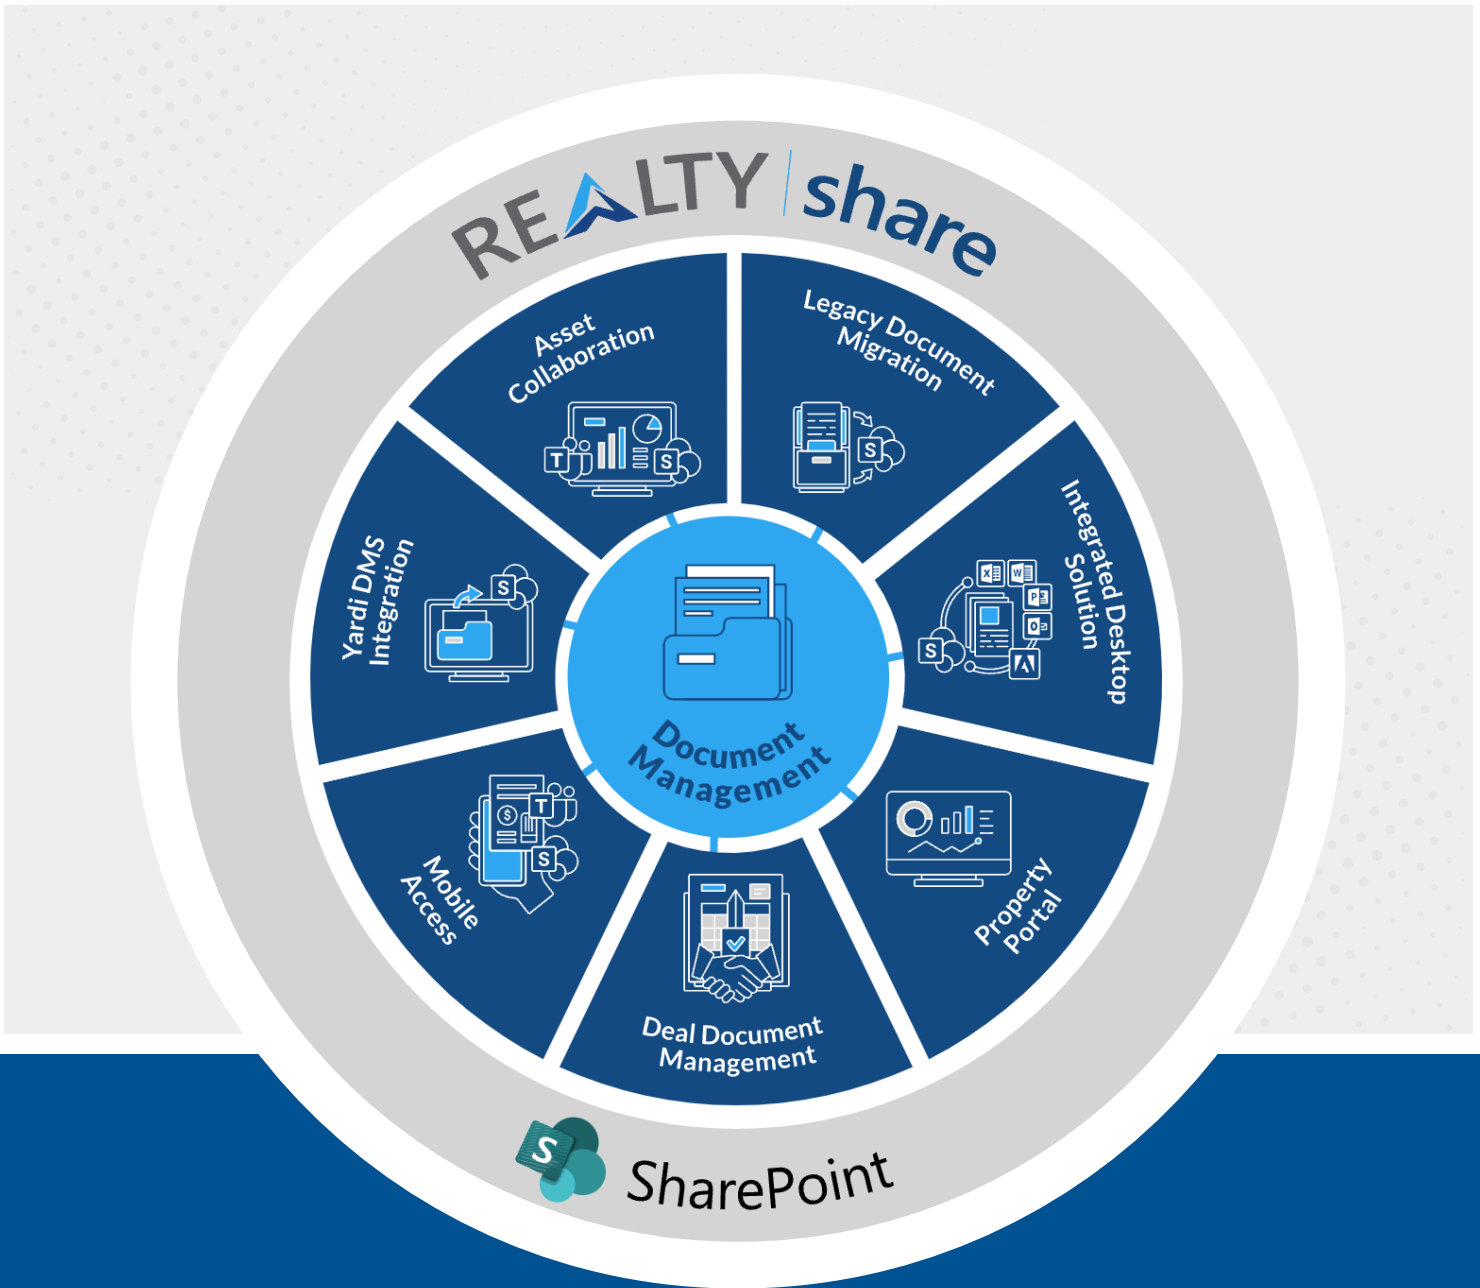 REALTY | share
Asset
Collaboration
T
S
Legacy Document
Migration
S
Integrated Desktop
Solution
X
W
P
O
S
Property
Portal
Deal Document
Management
Mobile
Access
$
T
S
Yardi DMS
Integration
S
Document
Management
S
SharePoint